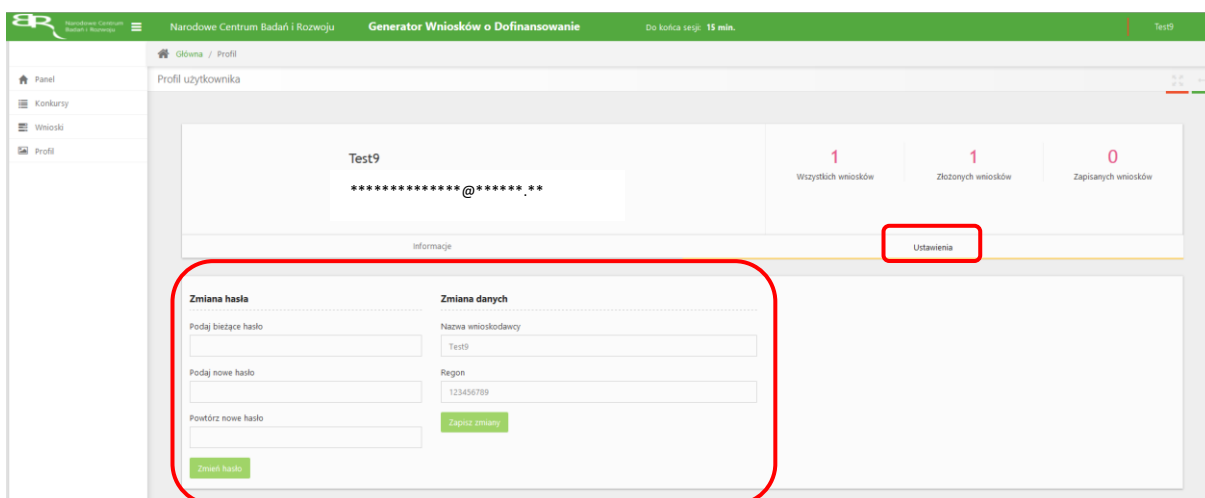 BR Narodowe Centrum Badań i Rozwoju
Narodowe Centrum Badań i Rozwoju Generator Wniosków o Dofinansowanie Do końca sesji: 15 min. Test9
Główna / Profil
Panel
Konkursy
Wnioski
Profil
Profil użytkownika
Test9
**************@******.**
1 1 0
Wszystkich wniosków Złożonych wniosków Zapisanych wniosków
Informacje Ustawienia
Zmiana hasła
Podaj bieżące hasło
Podaj nowe hasło
Powtórz nowe hasło
Zmień hasło
Zmiana danych
Nazwa wnioskodawcy
Test9
Regon
123456789
Zapisz zmiany